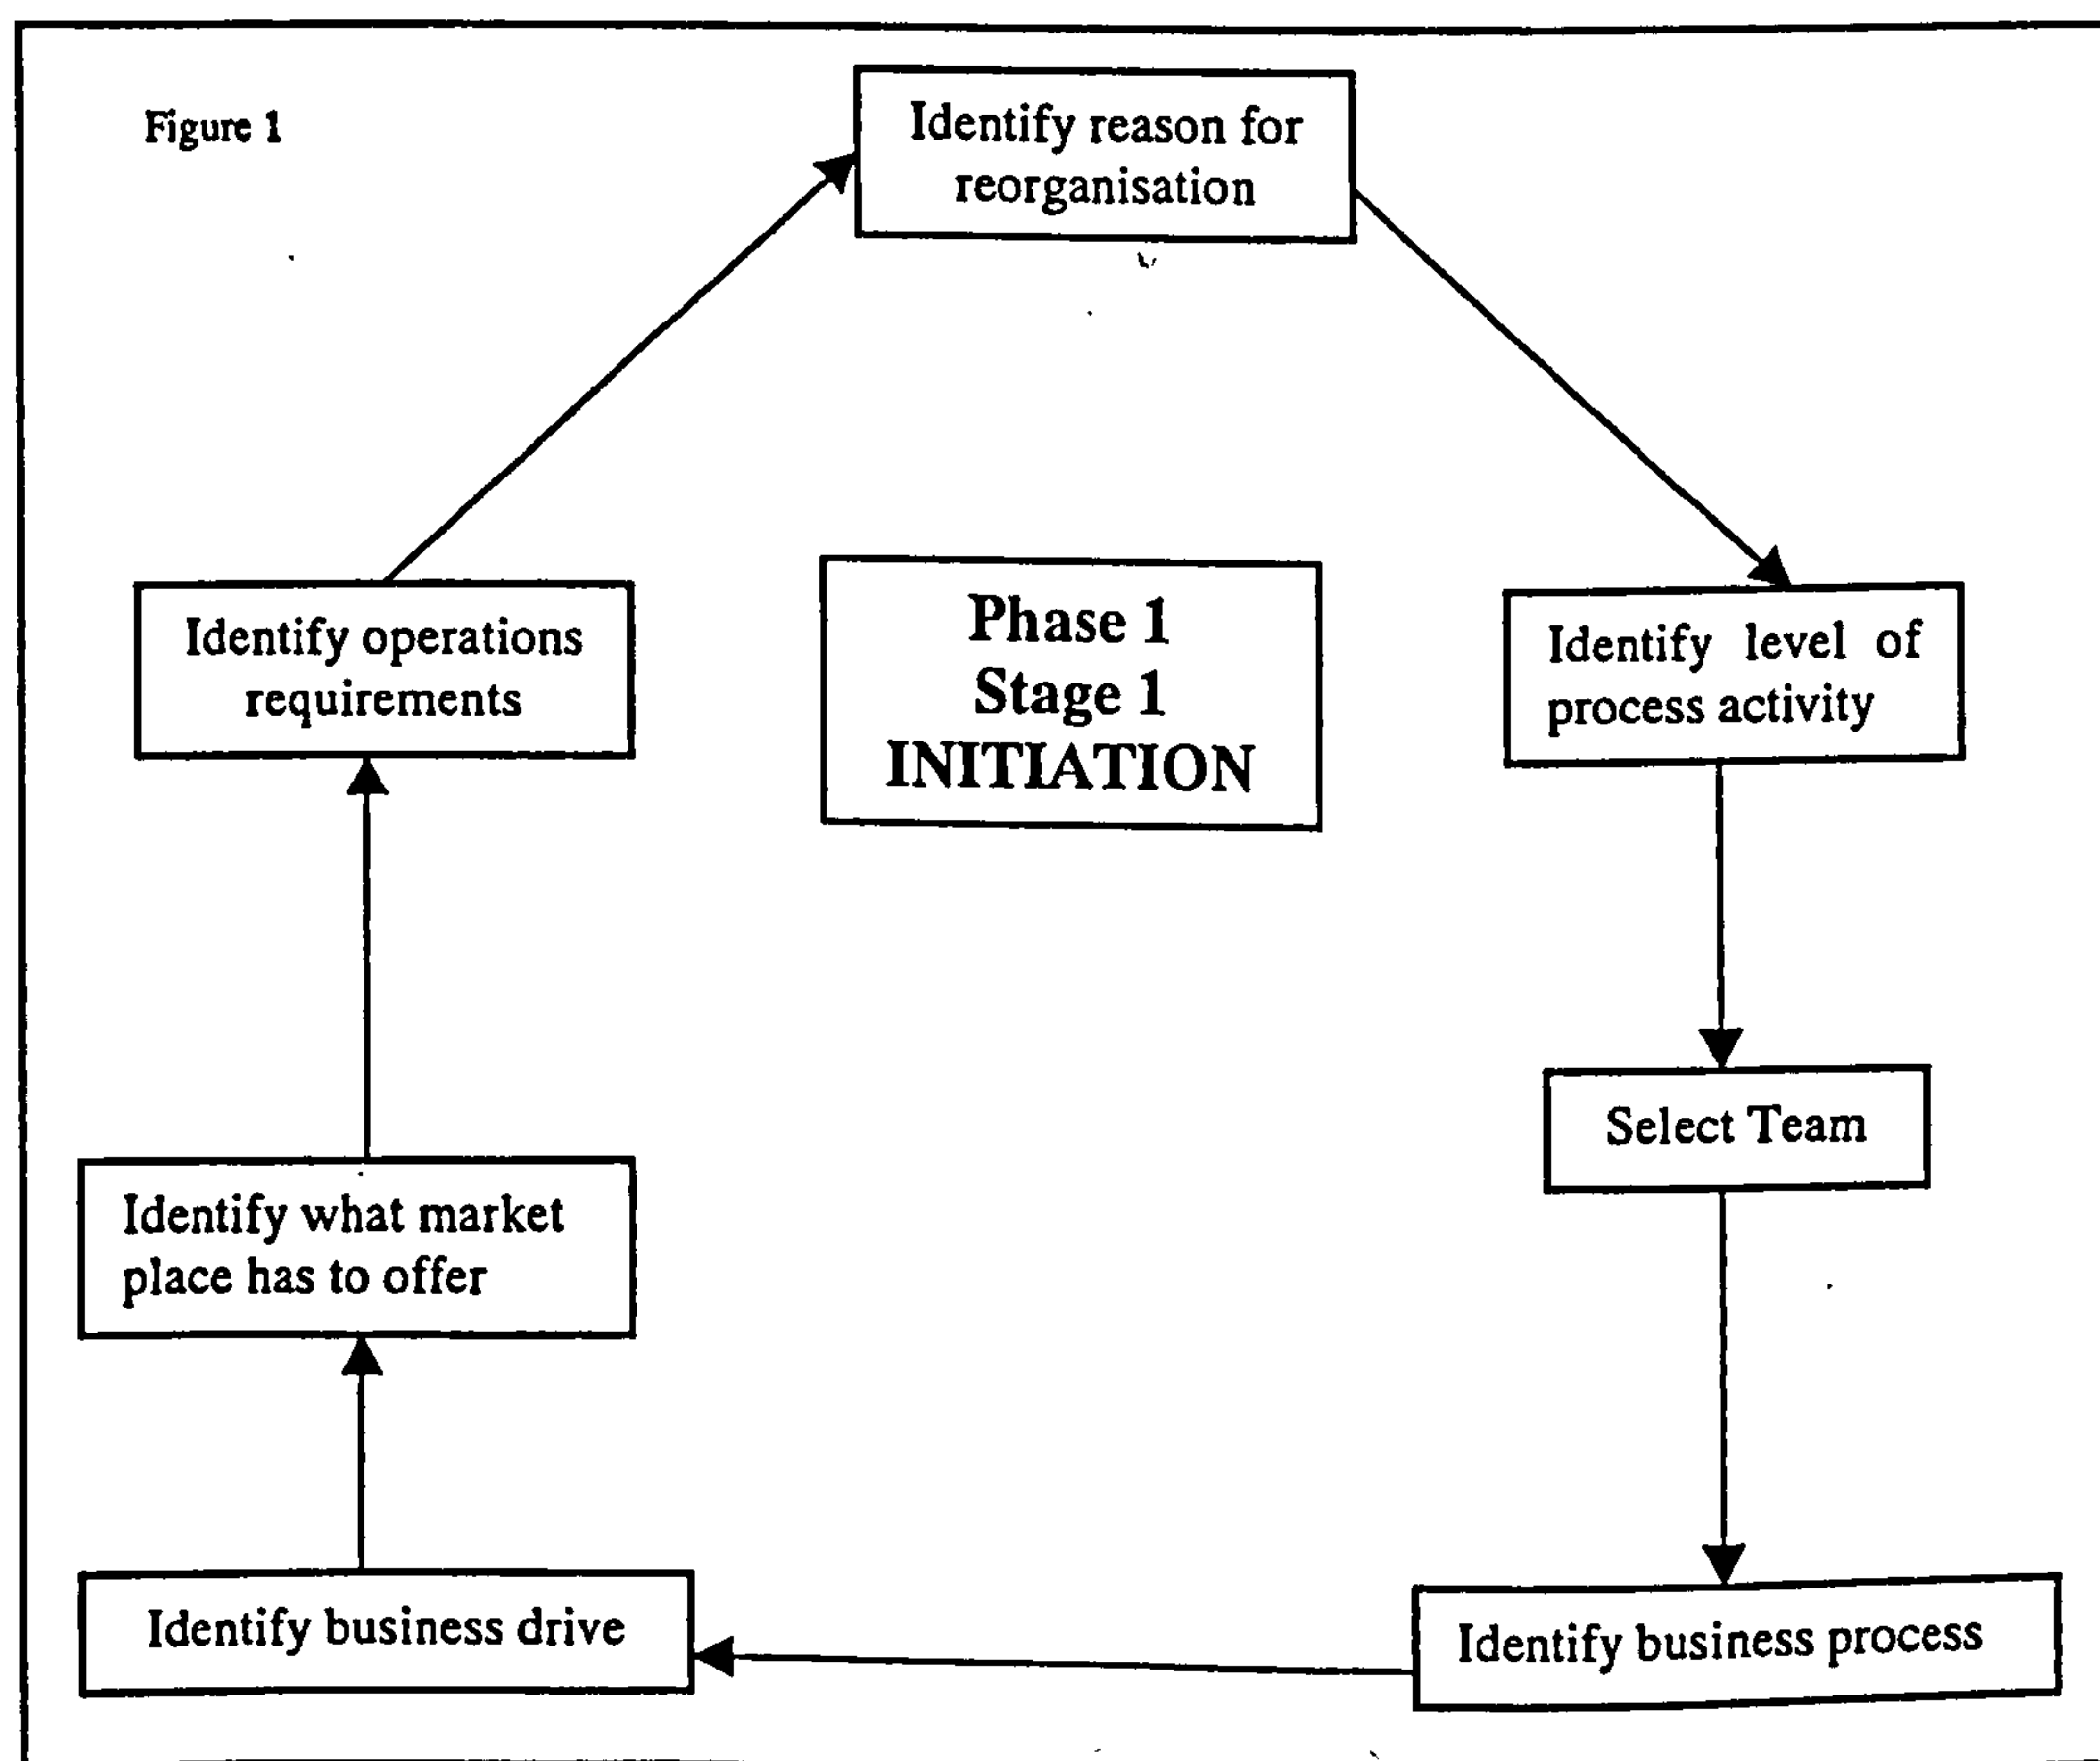 Figure 1
Identify reason for
reorganisation
Identify operations
requirements
Phase 1
Stage 1
INITIATION
Identify level of
process activity
Select Team
Identify what market
place has to offer
Identify business drive
Identify business process